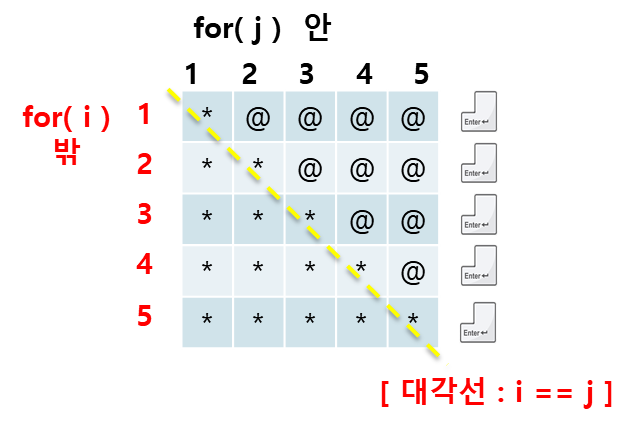 for( j ) 안
1 2 3 4 5
for( i ) 밖
1 * @ @ @ @ Enter↵
2 * * @ @ @ Enter↵
3 * * * @ @ Enter↵
4 * * * * @ Enter↵
5 * * * * * Enter↵
[ 대각선 : i == j ]